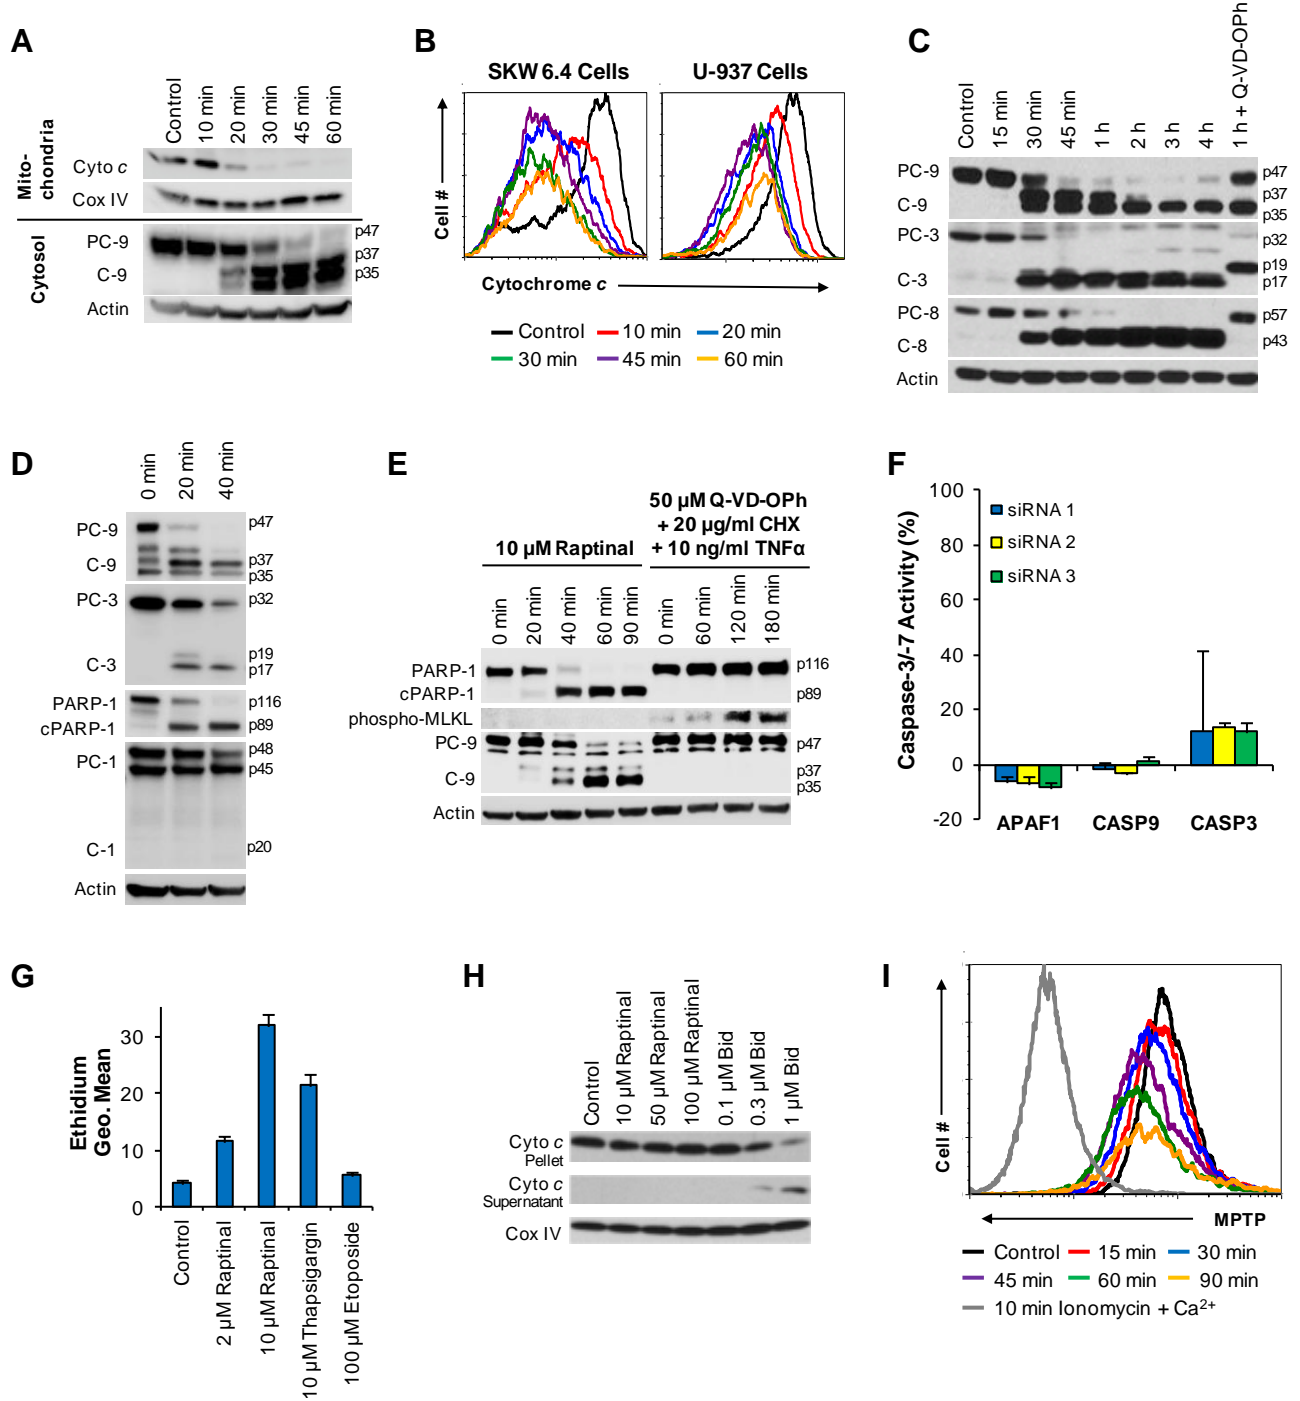 A
Control
10 min
20 min
30 min
45 min
60 min
Mito-
chondria
Cyto c
Cox IV
Cytosol
PC-9
C-9
Actin
p47
p37
p35
B
SKW 6.4 Cells
U-937 Cells
Cell #
Cytochrome c
Control
10 min
20 min
30 min
45 min
60 min
C
Control
15 min
30 min
45 min
1 h
2 h
3 h
4 h
1 h + Q-VD-OPh
PC-9
C-9
PC-3
C-3
PC-8
C-8
Actin
p47
p37
p35
p32
p19
p17
p57
p43
D
0 min
20 min
40 min
PC-9
C-9
PC-3
C-3
PARP-1
cPARP-1
PC-1
C-1
Actin
p47
p37
p35
p32
p19
p17
p116
p89
p48
p45
p20
E
10 µM Raptinal
50 µM Q-VD-OPh
+ 20 µg/ml CHX
+ 10 ng/ml TNFα
0 min
20 min
40 min
60 min
90 min
0 min
60 min
120 min
180 min
PARP-1
cPARP-1
phospho-MLKL
PC-9
C-9
Actin
p116
p89
p47
p37
p35
F
Caspase-3/-7 Activity (%)
100
80
60
40
20
0
-20
siRNA 1
siRNA 2
siRNA 3
APAF1
CASP9
CASP3
G
Ethidium
Geo. Mean
30
20
10
0
Control
2 µM Raptinal
10 µM Raptinal
10 µM Thapsigargin
100 µM Etoposide
H
Control
10 µM Raptinal
50 µM Raptinal
100 µM Raptinal
0.1 µM Bid
0.3 µM Bid
1 µM Bid
Cyto c
Pellet
Cyto c
Supernatant
Cox IV
I
Cell #
MPTP
Control
15 min
30 min
45 min
60 min
90 min
10 min Ionomycin + Ca²⁺